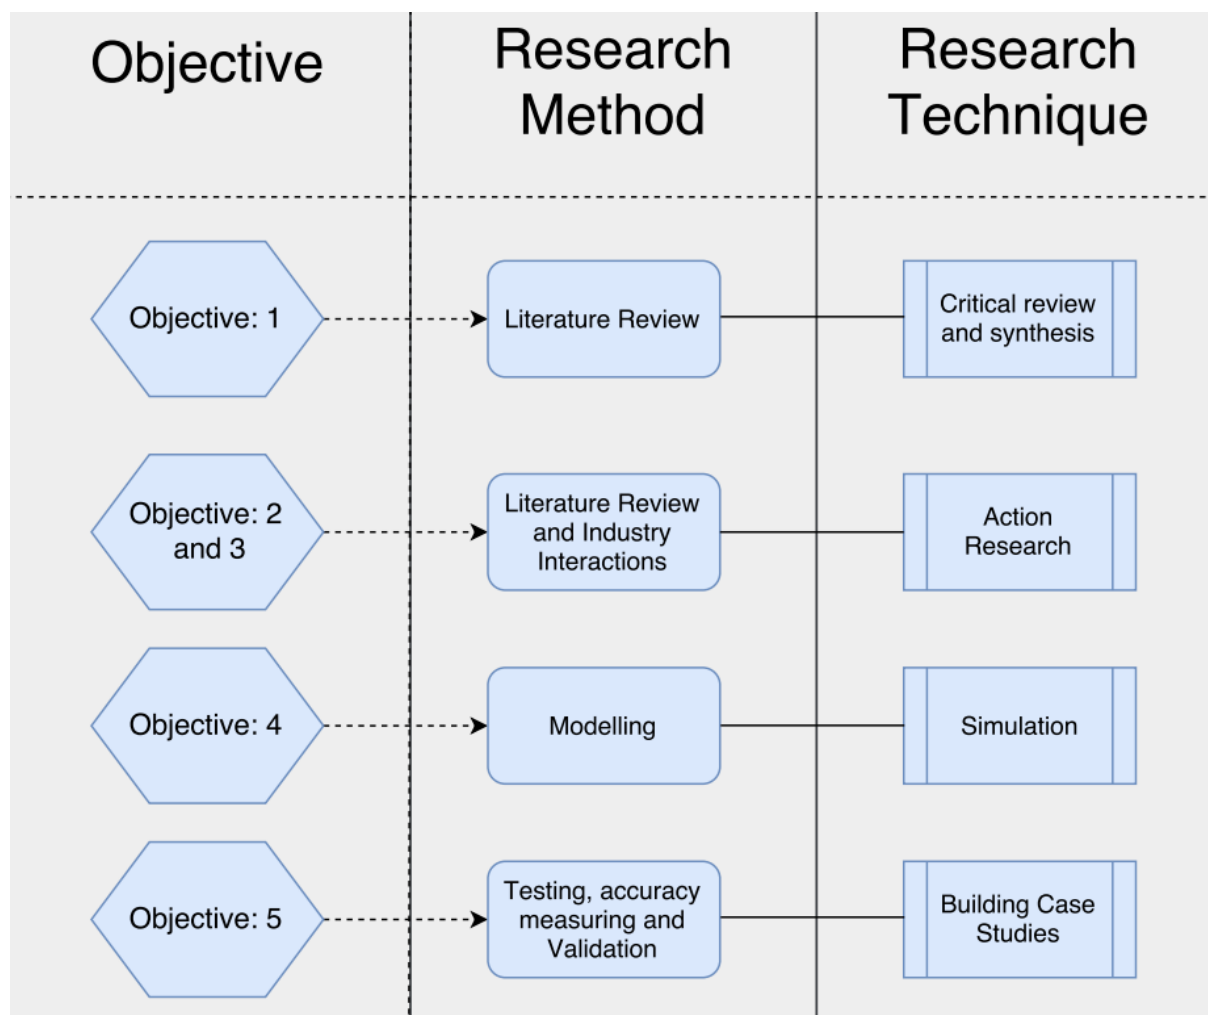 Objective
Research
Method
Research
Technique
Objective: 1
Literature Review
Critical review
and synthesis
Objective: 2
and 3
Literature Review
and Industry
Interactions
Action
Research
Objective: 4
Modelling
Simulation
Objective: 5
Testing, accuracy
measuring and
Validation
Building Case
Studies